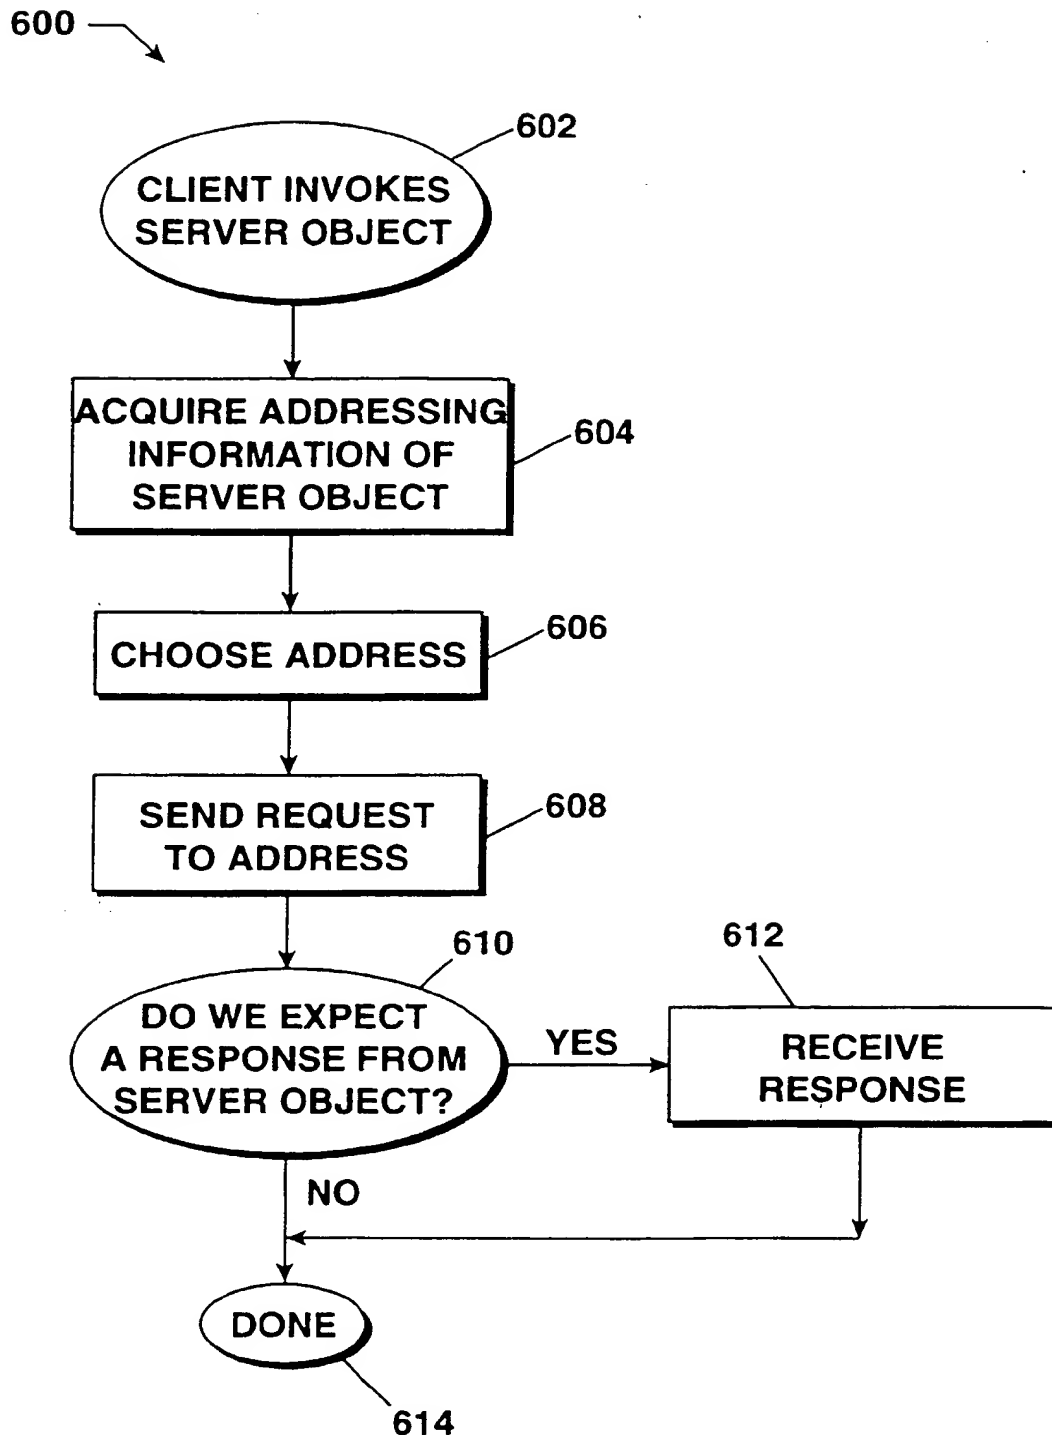 600
602
CLIENT INVOKES
SERVER OBJECT
ACQUIRE ADDRESSING
INFORMATION OF
SERVER OBJECT
604
CHOOSE ADDRESS
606
SEND REQUEST
TO ADDRESS
608
610
DO WE EXPECT
A RESPONSE FROM
SERVER OBJECT?
YES
612
RECEIVE
RESPONSE
NO
DONE
614